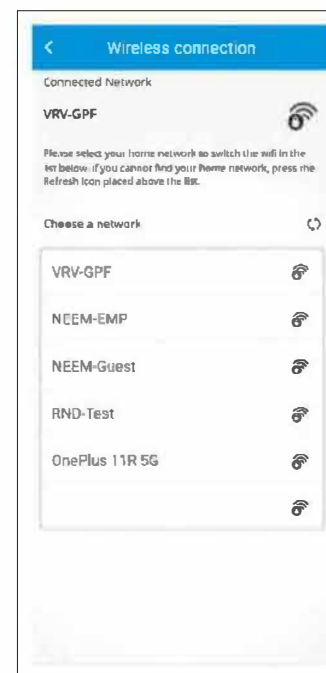 Wireless connection
Connected Network
VRV-GPF
Please select your home network to switch the wifi in the
list below. if you cannot find your home network, press the
Refresh Icon placed above the list.
Choose a network
VRV-GPF
NEEM-EMP
NEEM-Guest
RND-Test
OnePlus 11R 5G